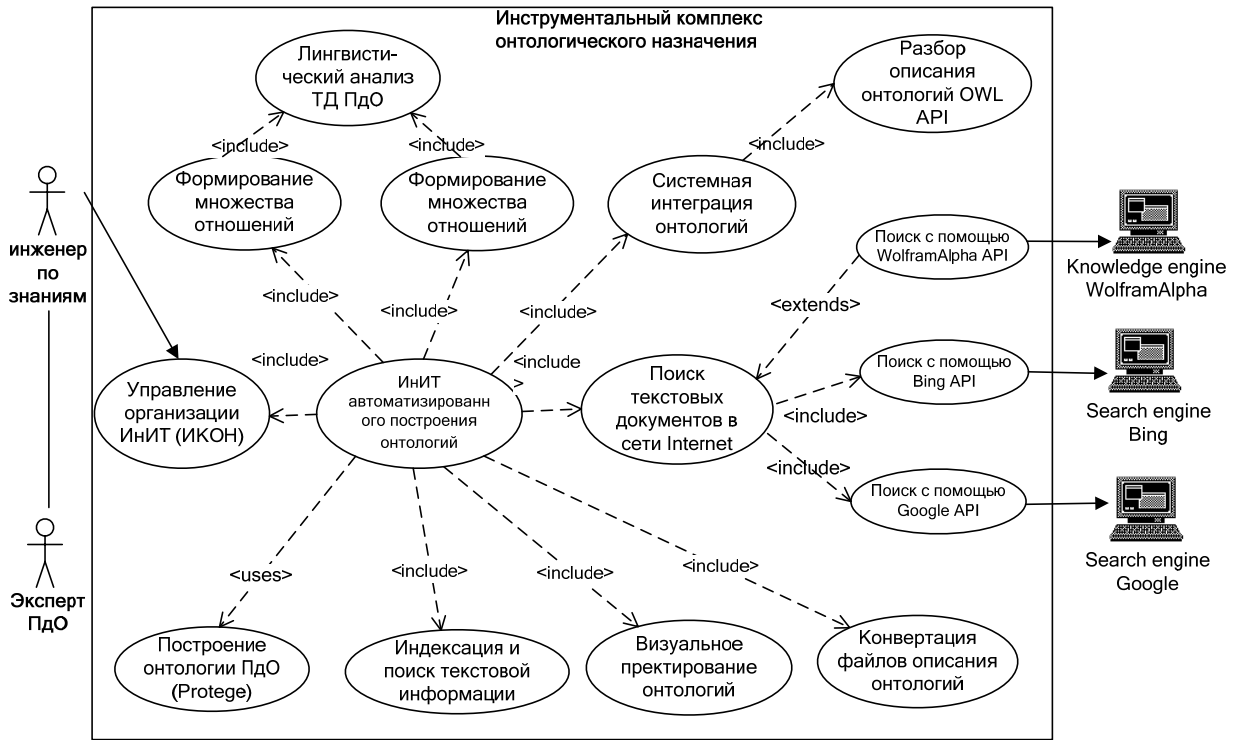 Инструментальный комплекс
онтологического назначения
Лингвисти-
ческий анализ
ТД ПдО
Разбор
описания
онтологий OWL
API
<include>
<include>
<include>
Формирование
множества
отношений
Формирование
множества
отношений
Системная
интеграция
онтологий
инженер
по
знаниям
Поиск с помощью
WolframAlpha API
Knowledge engine
WolframAlpha
<include>
<include>
<include>
<extends>
<include>
<include
>
Управление
организации
ИнИТ (ИКОН)
ИнИТ
автоматизированн
ого построения
онтологий
Поиск
текстовых
документов в
сети Internet
Поиск с помощью
Bing API
<include>
Search engine
Bing
<include>
Поиск с помощью
Google API
Search engine
Google
<uses>
<include>
<include>
<include>
Эксперт
ПдО
Построение
онтологии ПдО
(Protege)
Индексация и
поиск текстовой
информации
Визуальное
пректирование
онтологий
Конвертация
файлов описания
онтологий